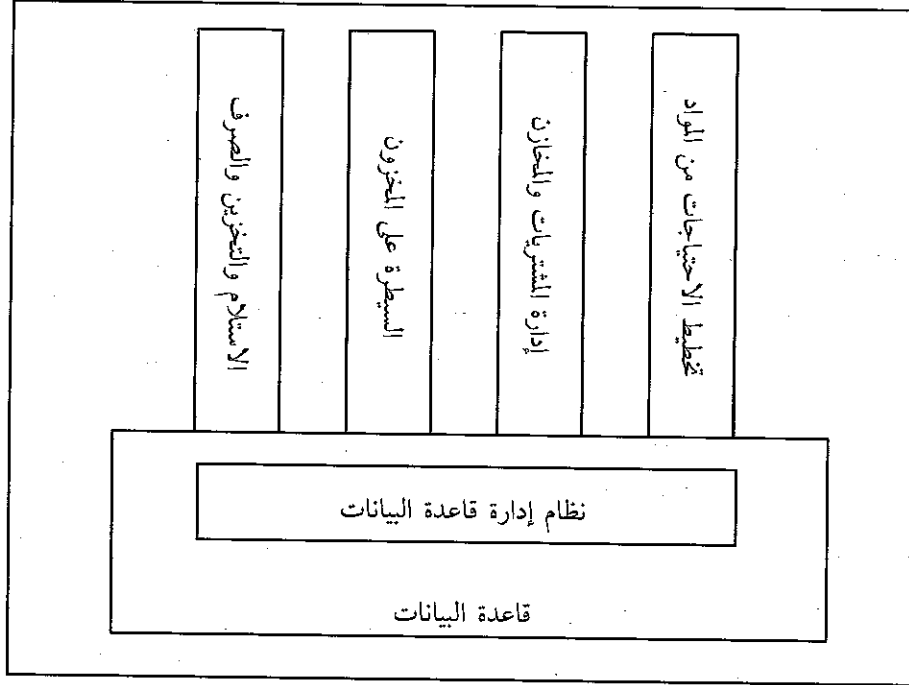 تخطيط الاحتياجات من المواد
إدارة المشتريات والمخازن
السيطرة على المخزون
الاستلام والتخزين والصرف
نظام إدارة قاعدة البيانات
قاعدة البيانات